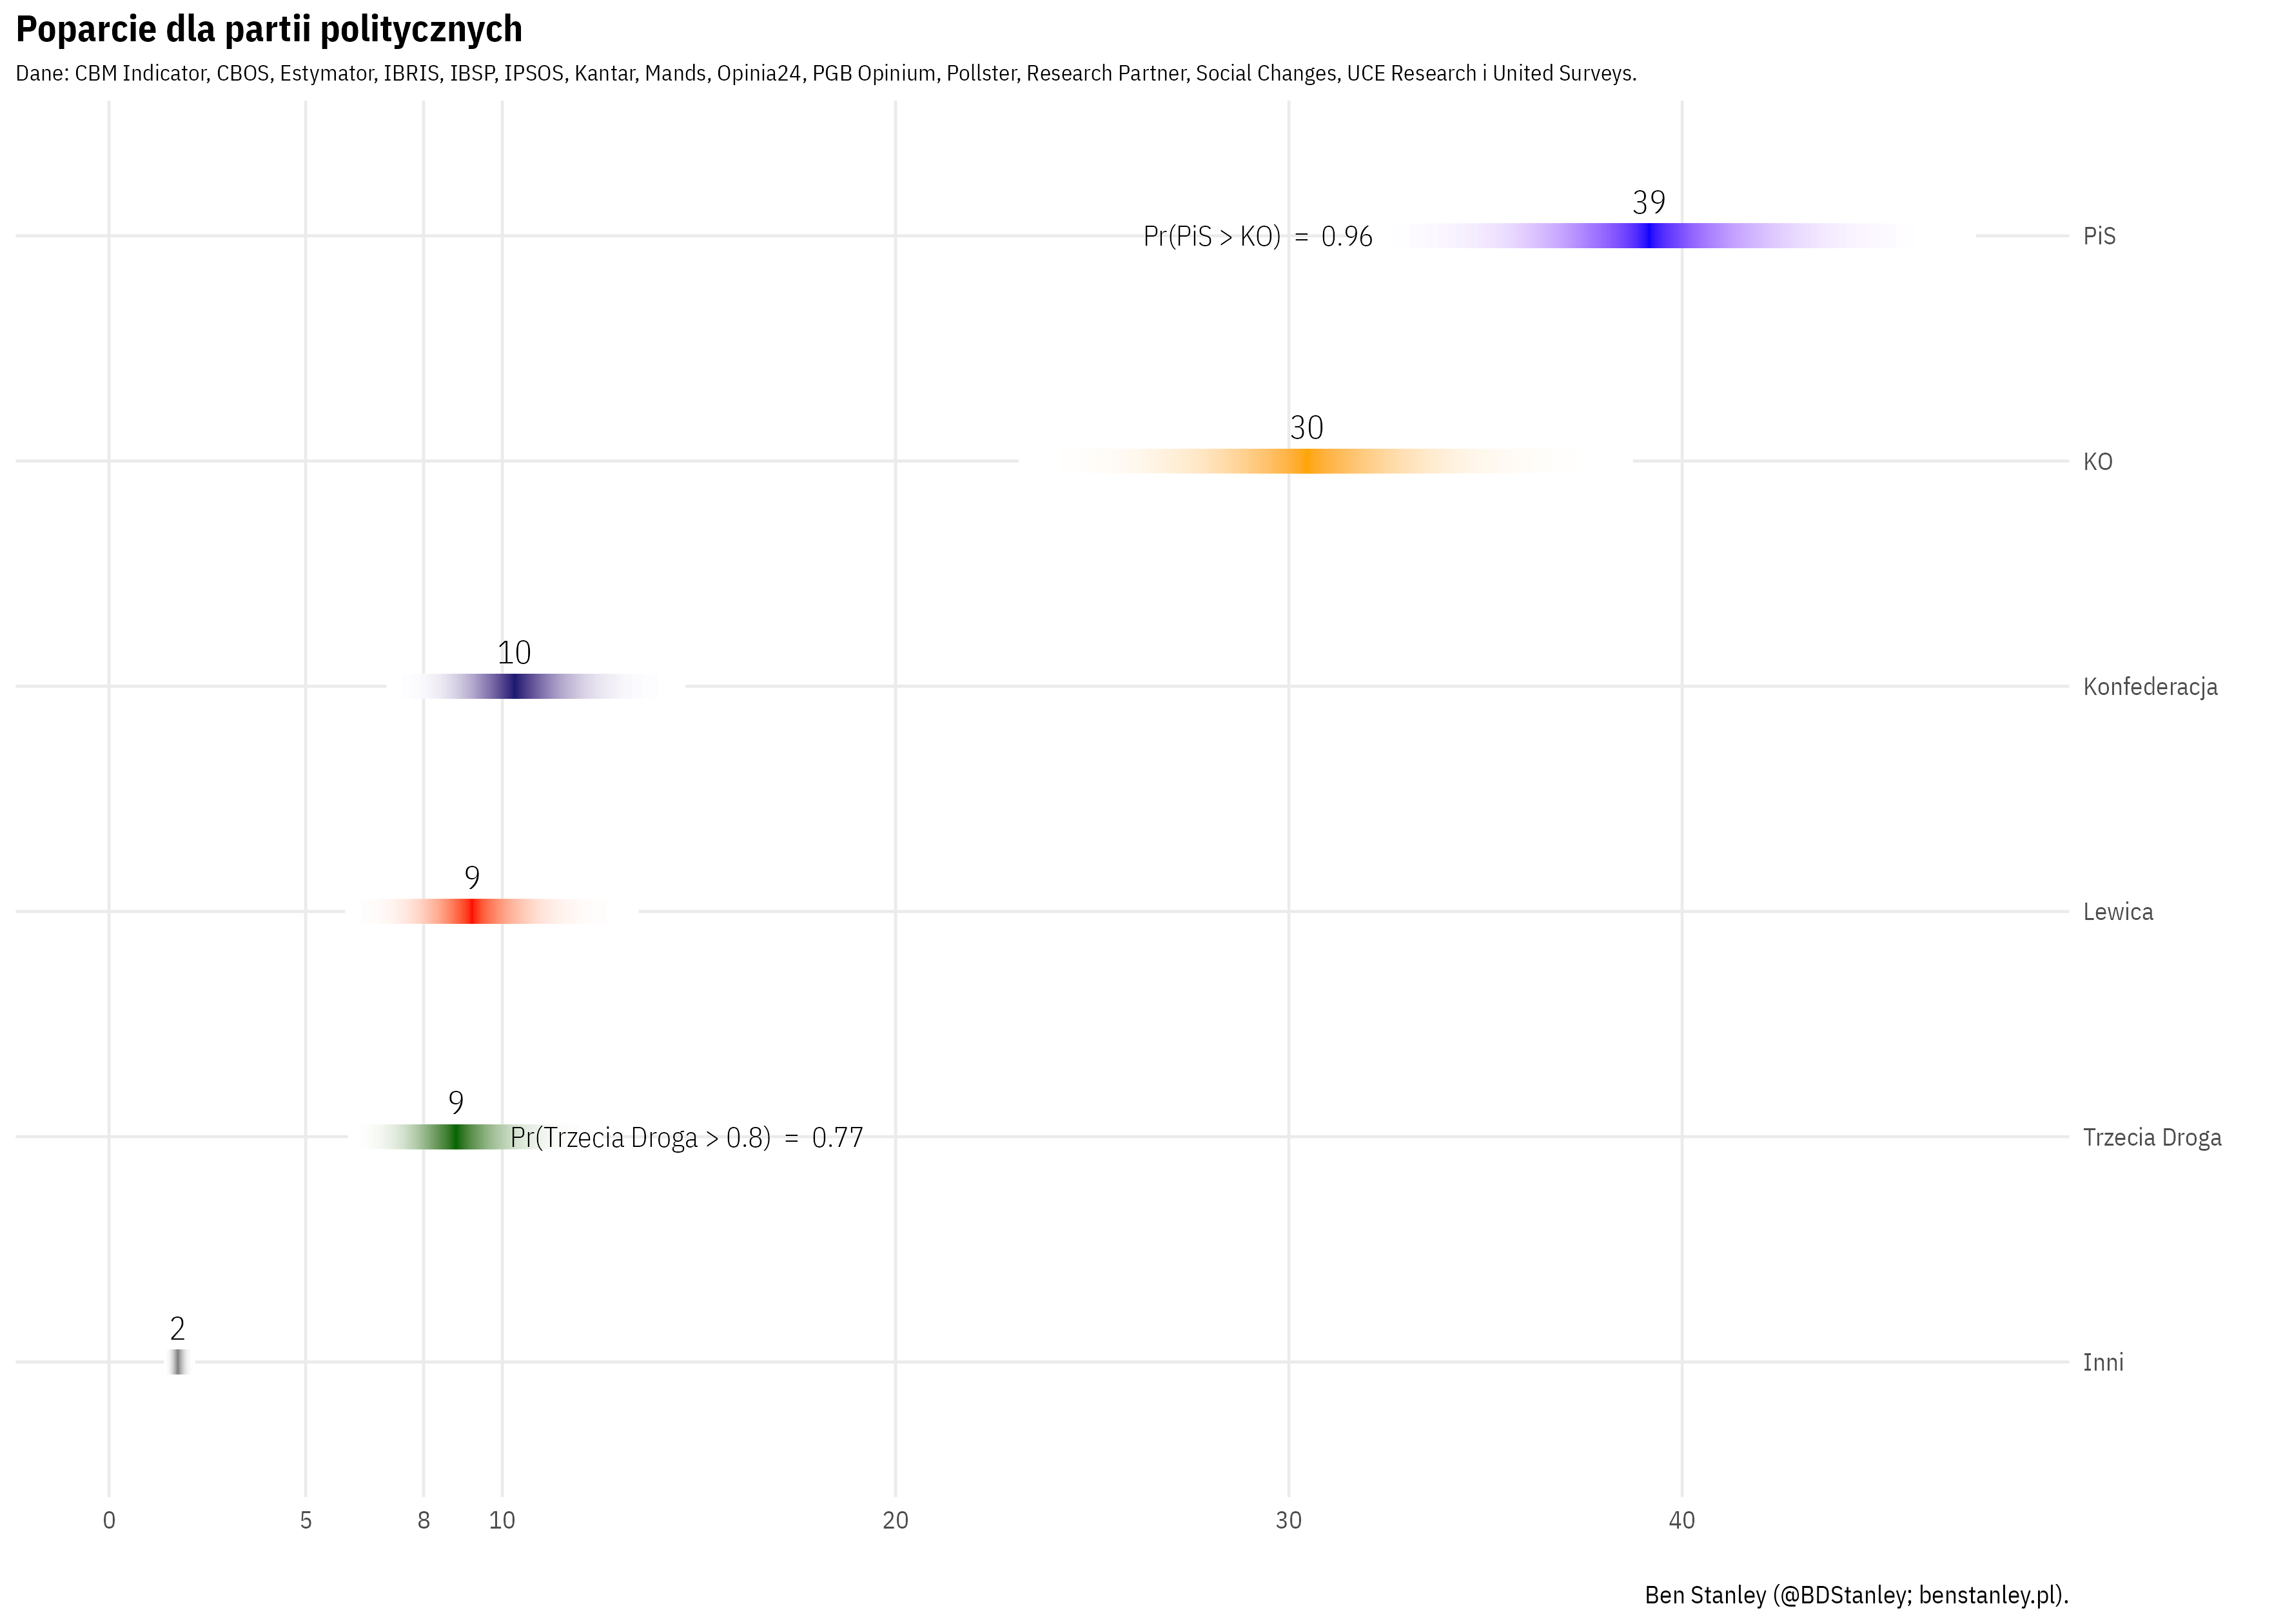 Poparcie dla partii politycznych
Dane: CBM Indicator, CBOS, Estymator, IBRIS, IBSP, IPSOS, Kantar, Mands, Opinia24, PGB Opinium, Pollster, Research Partner, Social Changes, UCE Research i United Surveys.
39
Pr(PiS > KO) = 0.96
PiS
30
KO
10
Konfederacja
9
Lewica
9
Pr(Trzecia Droga > 0.8) = 0.77
Trzecia Droga
2
Inni
0 5 8 10 20 30 40
Ben Stanley (@BDStanley; benstanley.pl).